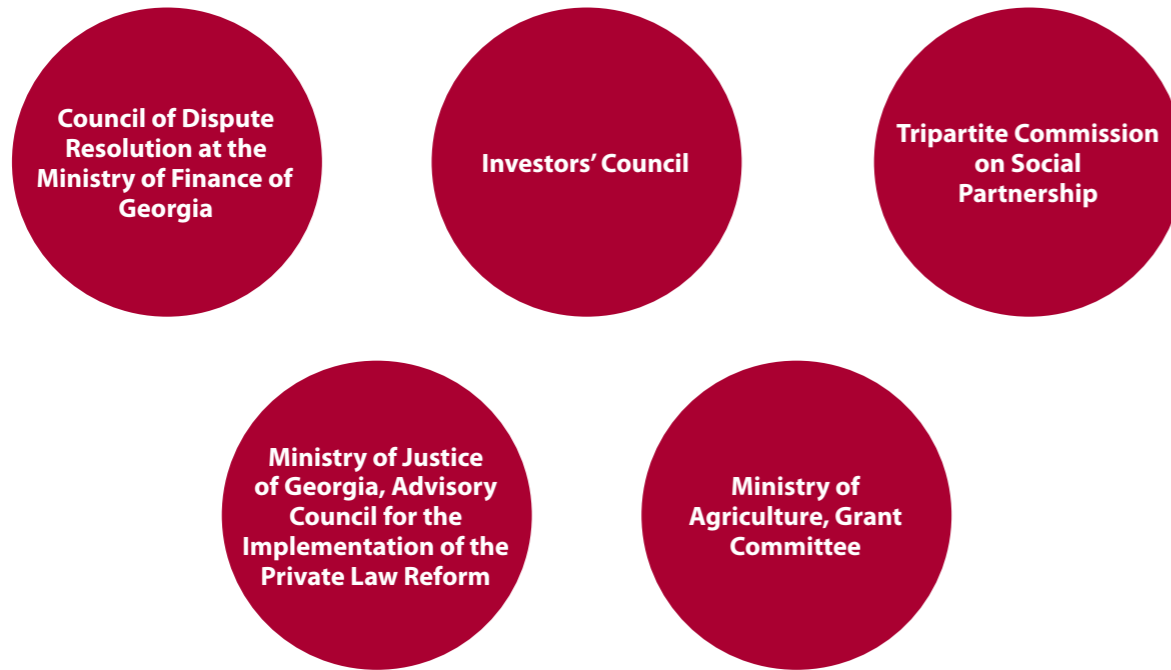 Council of Dispute
Resolution at the
Ministry of Finance of
Georgia
Investors’ Council
Tripartite Commission
on Social
Partnership
Ministry of Justice
of Georgia, Advisory
Council for the
Implementation of the
Private Law Reform
Ministry of
Agriculture, Grant
Committee